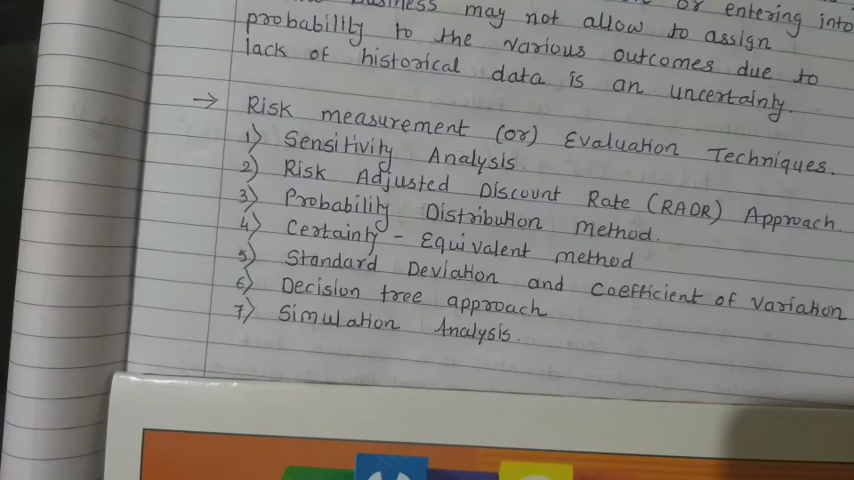 Business may not allow or entering into
probability to the various to assign
lack of historical outcomes due to
data is an uncertainty.
→ Risk measurement (or) Evaluation Techniques.
1) Sensitivity Analysis.
2) Risk Adjusted Discount Rate (RADR) Approach.
3) Probability Distribution method.
4) Certainty - Equivalent method
5) Standard Deviation and Coefficient of variation
6) Decision tree approach
7) Simulation Analysis.